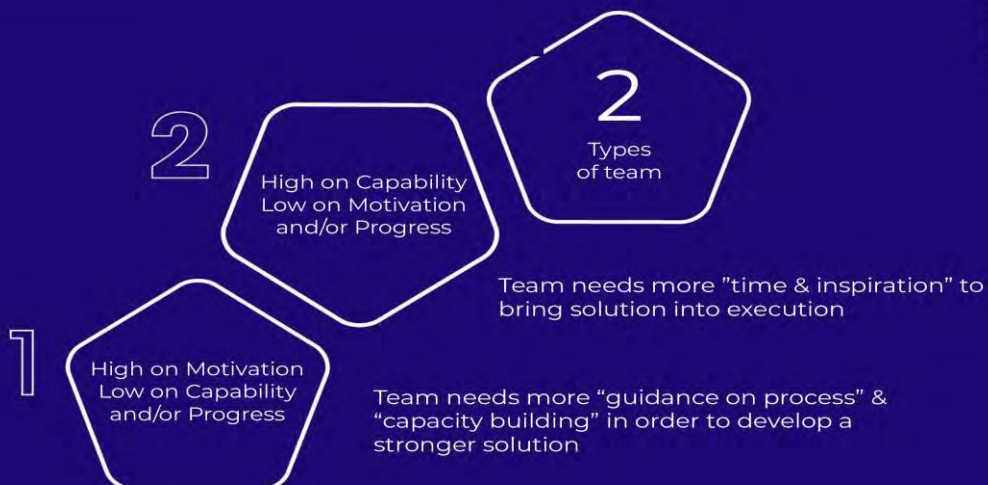 2
Types
of team
2
High on Capability
Low on Motivation
and/or Progress
Team needs more ”time & inspiration” to
bring solution into execution
1
High on Motivation
Low on Capability
and/or Progress
Team needs more “guidance on process” &
“capacity building” in order to develop a
stronger solution